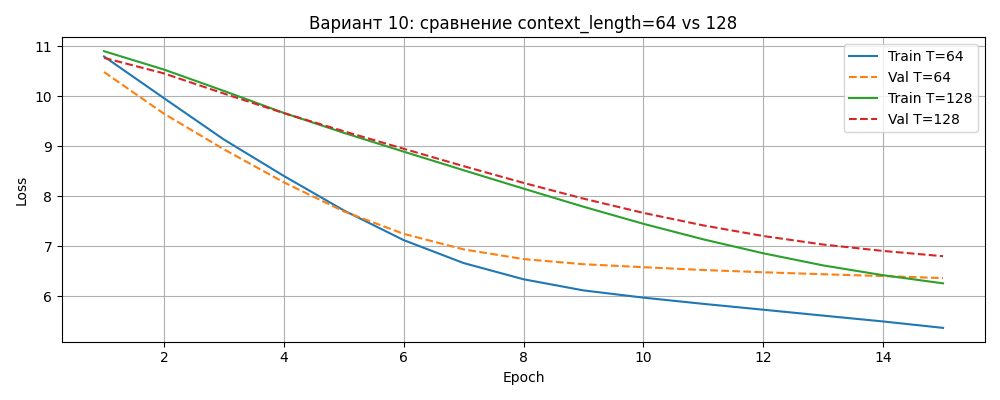 Вариант 10: сравнение context_length=64 vs 128
Loss
11
10
9
8
7
6
Train T=64
Val T=64
Train T=128
Val T=128
2 4 6 8 10 12 14
Epoch